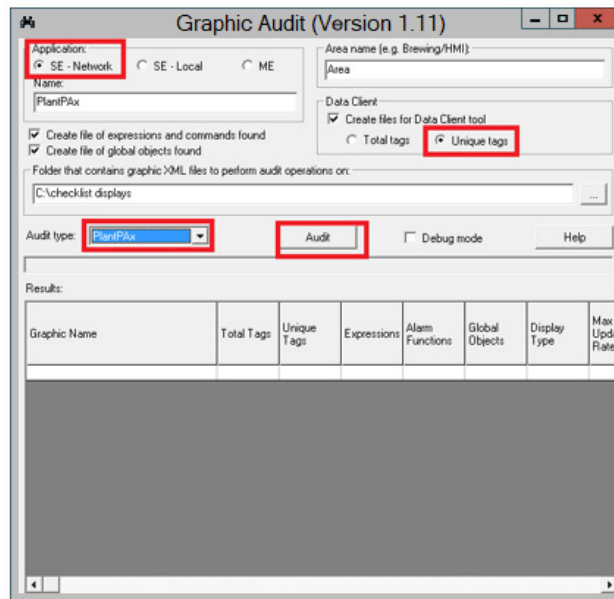 Graphic Audit (Version 1.11)
Application:
SE - Network SE - Local ME
Name:
PlantPAx
Area name (e.g. Brewing/HMI):
Area
Data Client
Create files for Data Client tool
Total tags Unique tags
Create file of expressions and commands found
Create file of global objects found
Folder that contains graphic XML files to perform audit operations on:
C:\checklist displays
...
Audit type: PlantPAx Audit Debug mode Help
Results:
Graphic Name Total Tags Unique Tags Expressions Alarm Functions Global Objects Display Type Max Upda Rate